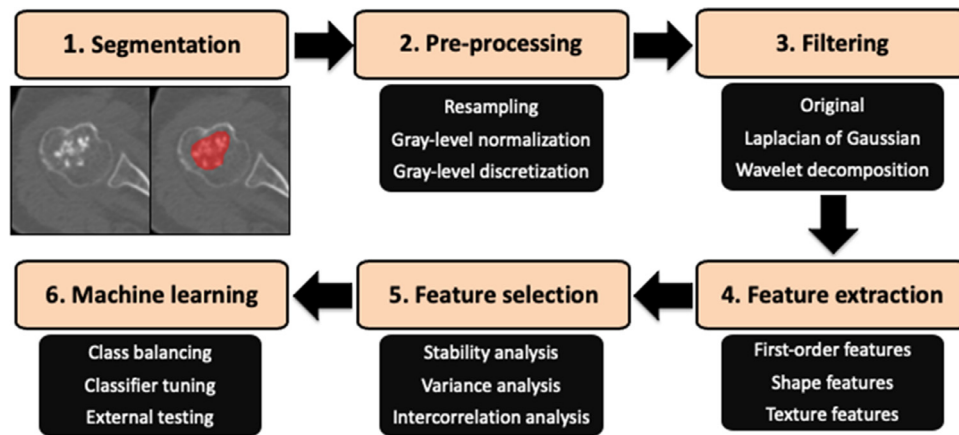 1. Segmentation
2. Pre-processing
Resampling
Gray-level normalization
Gray-level discretization
3. Filtering
Original
Laplacian of Gaussian
Wavelet decomposition
4. Feature extraction
First-order features
Shape features
Texture features
5. Feature selection
Stability analysis
Variance analysis
Intercorrelation analysis
6. Machine learning
Class balancing
Classifier tuning
External testing